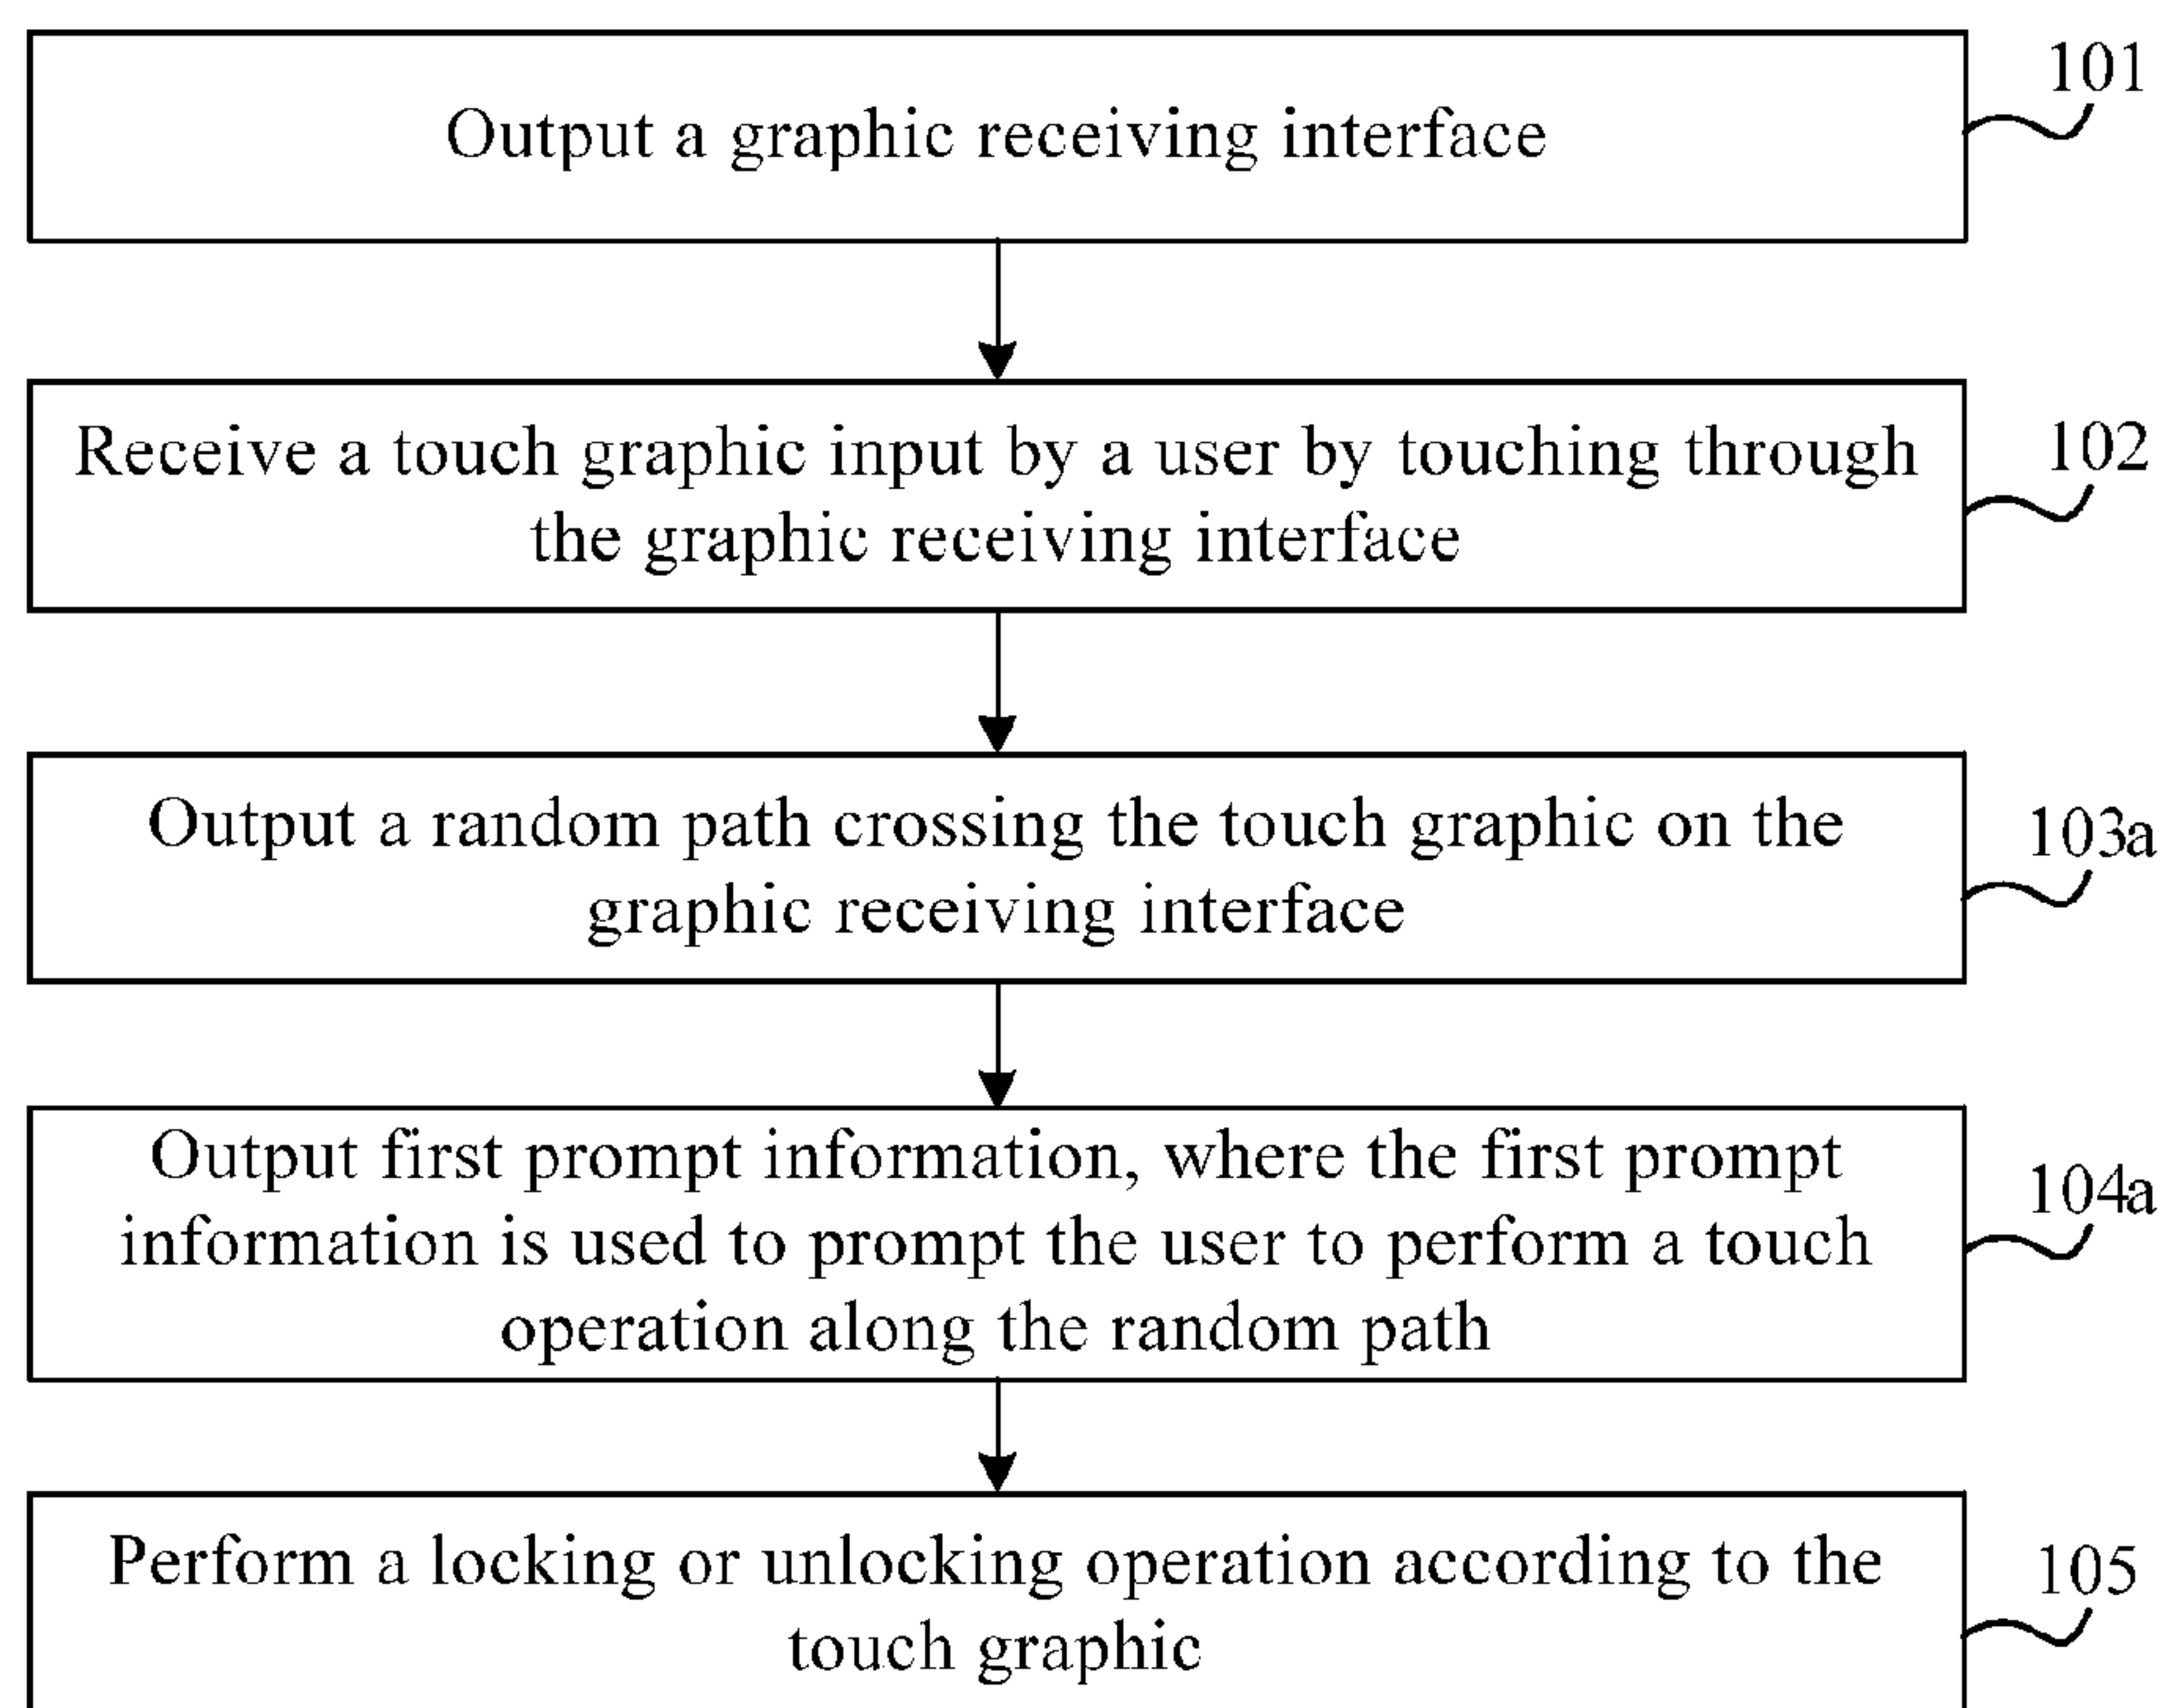 Output a graphic receiving interface
101
Receive a touch graphic input by a user by touching through
the graphic receiving interface
102
Output a random path crossing the touch graphic on the
graphic receiving interface
103a
Output first prompt information, where the first prompt
information is used to prompt the user to perform a touch
operation along the random path
104a
Perform a locking or unlocking operation according to the
touch graphic
105